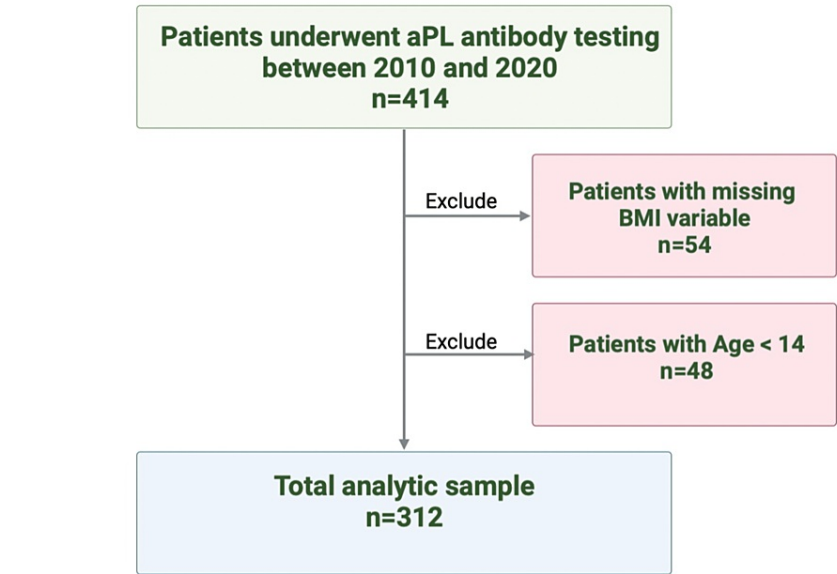 Patients underwent aPL antibody testing
between 2010 and 2020
n=414
Exclude
Patients with missing
BMI variable
n=54
Exclude
Patients with Age < 14
n=48
Total analytic sample
n=312